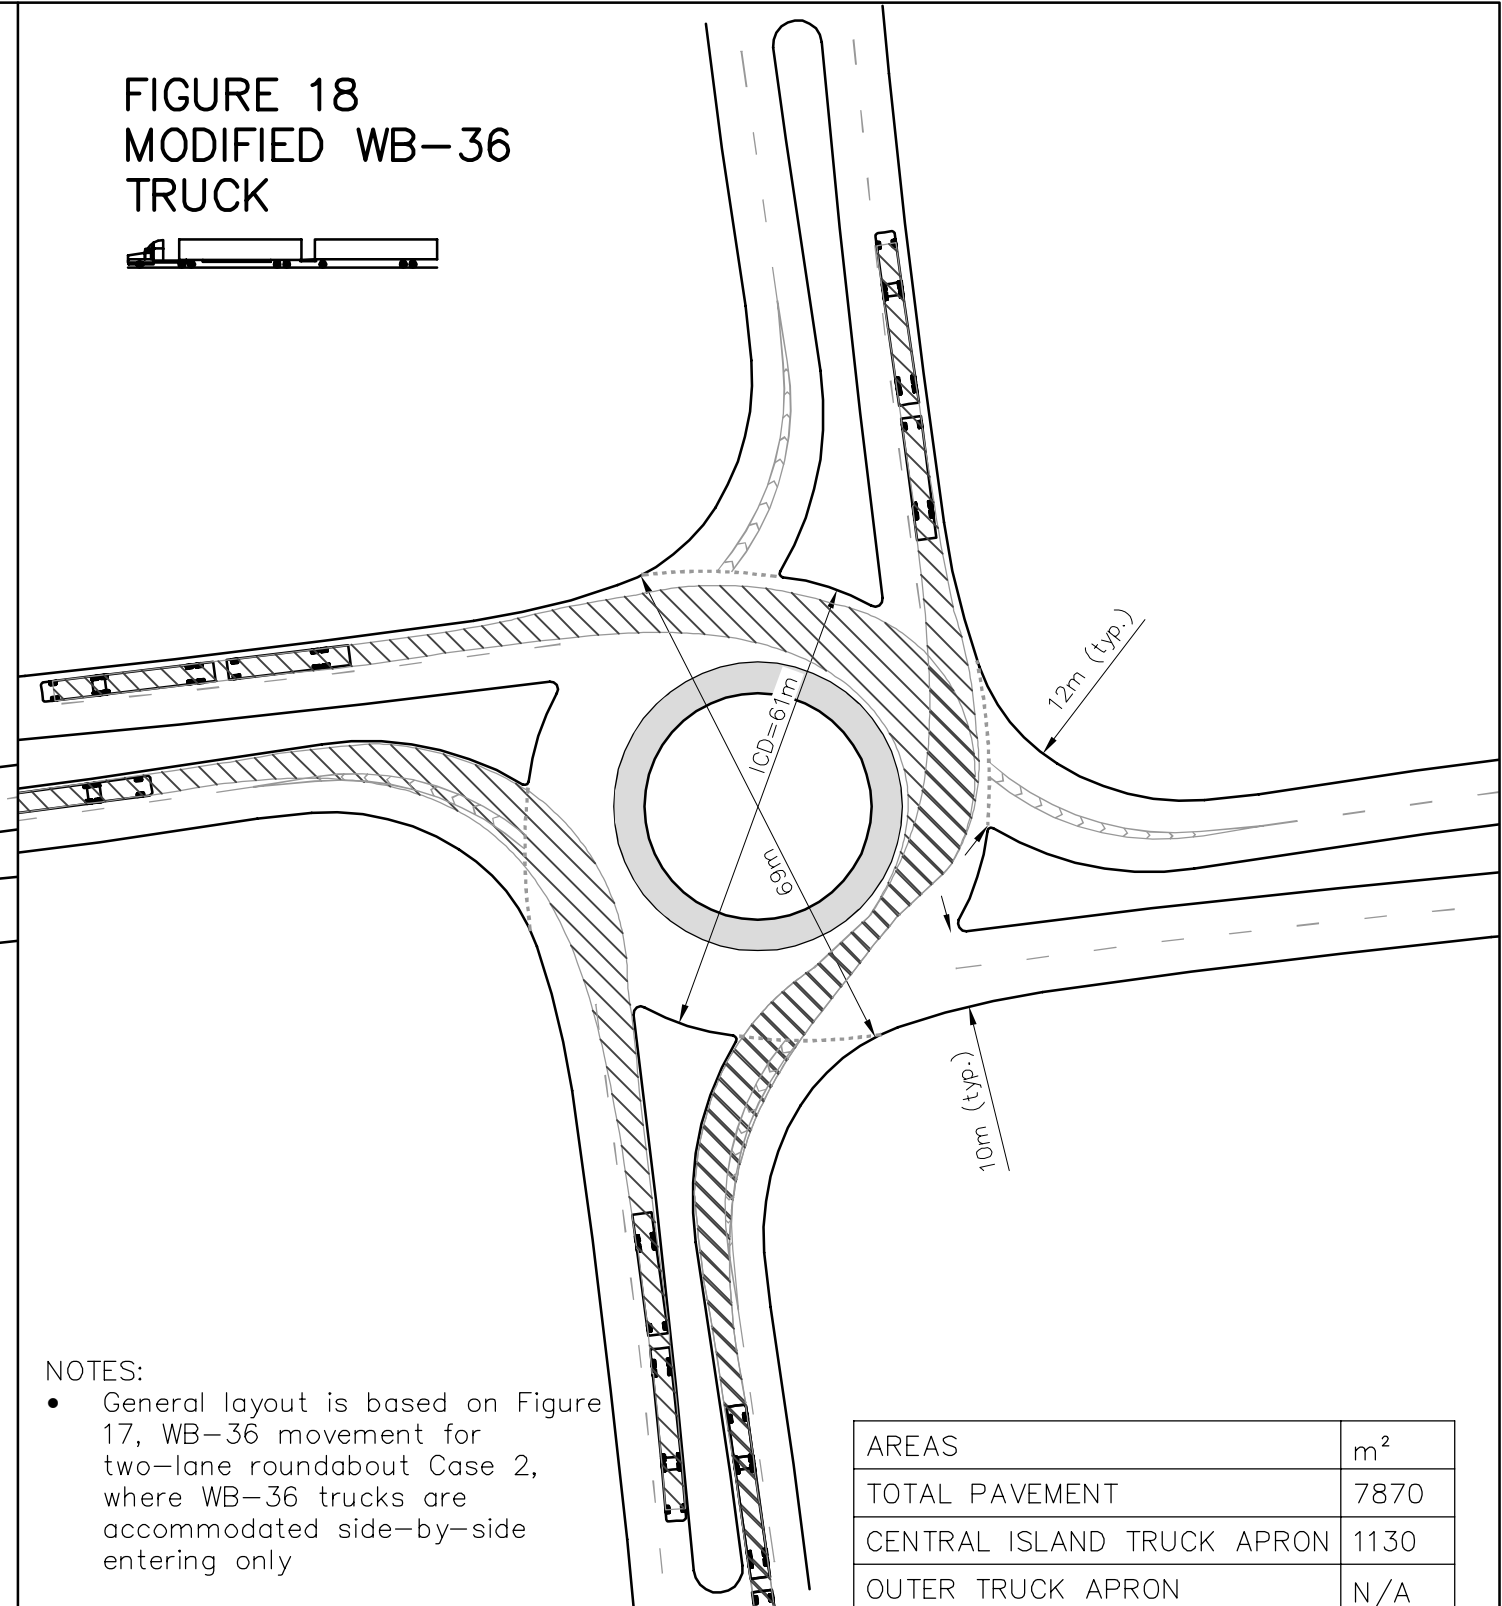 FIGURE 18
MODIFIED WB-36
TRUCK
12m (typ.)
ICD=61m
69m
10m (typ.)
NOTES:
• General layout is based on Figure
17, WB-36 movement for
two-lane roundabout Case 2,
where WB-36 trucks are
accommodated side-by-side
entering only
AREAS m²
TOTAL PAVEMENT 7870
CENTRAL ISLAND TRUCK APRON 1130
OUTER TRUCK APRON N/A